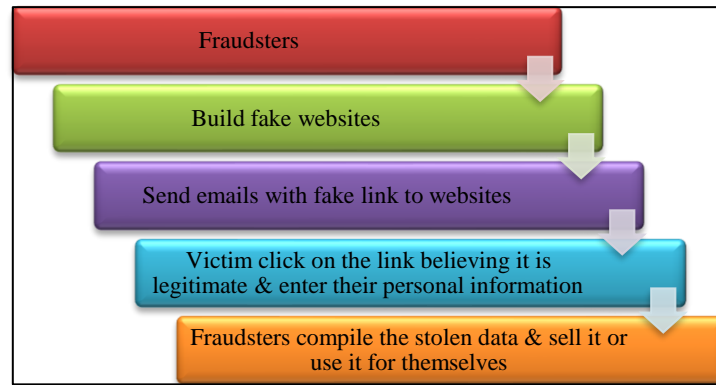 Fraudsters
Build fake websites
Send emails with fake link to websites
Victim click on the link believing it is
legitimate & enter their personal information
Fraudsters compile the stolen data & sell it or
use it for themselves